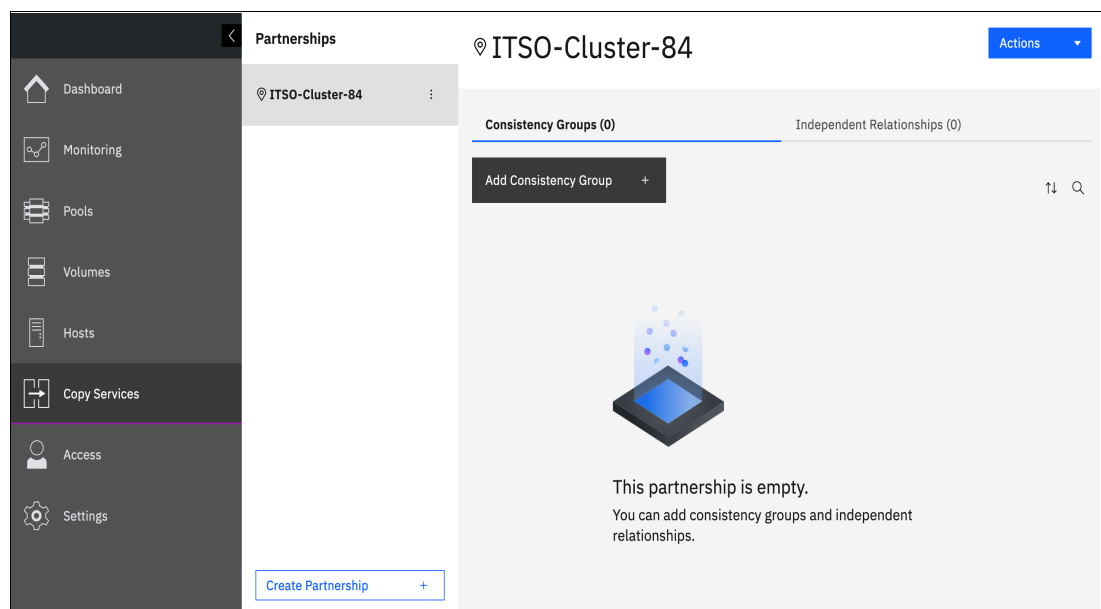 Dashboard
Monitoring
Pools
Volumes
Hosts
Copy Services
Access
Settings
Partnerships
ITSO-Cluster-84
Create Partnership +
ITSO-Cluster-84
Actions
Consistency Groups (0)
Independent Relationships (0)
Add Consistency Group +
This partnership is empty.
You can add consistency groups and independent
relationships.